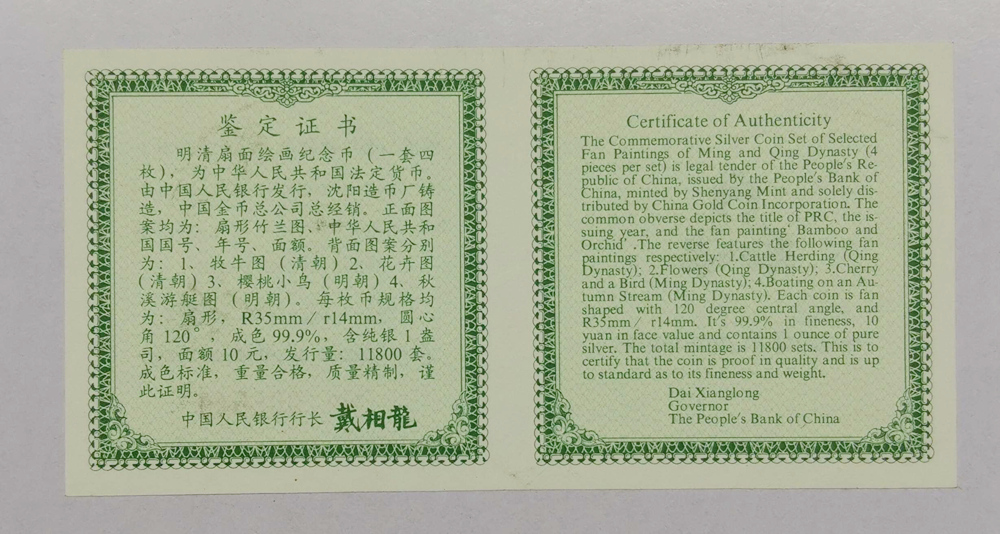 鉴定证书
明清扇面绘画纪念币（一套四
枚），为中华人民共和国法定货币。
由中国人民银行发行，沈阳造币厂铸
造，中国金币总公司总经销。正面图
案均为：扇形竹兰图、中华人民共和
国国号、年号、面额。背面图案分别
为：1、牧牛图（清朝）2、花卉图
（清朝）3、樱桃小鸟（明朝）4、秋
溪游艇图（明朝）。每枚币规格均
为：扇形，R35mm/r14mm，圆心
角120°，成色99.9%，含纯银1盎
司，面额10元，发行量：11800套。
成色标准，重量合格，质量精制，谨
此证明。
中国人民银行行长 戴相龍
Certificate of Authenticity
The Commemorative Silver Coin Set of Selected
Fan Paintings of Ming and Qing Dynasty (4
pieces per set) is legal tender of the People's Re-
public of China, issued by the People's Bank of
China, minted by Shenyang Mint and solely dis-
tributed by China Gold Coin Incorporation. The
common obverse depicts the title of PRC, the is-
suing year, and the fan painting' Bamboo and
Orchid' .The reverse features the following fan
paintings respectively: 1.Cattle Herding (Qing
Dynasty); 2.Flowers (Qing Dynasty); 3.Cherry
and a Bird (Ming Dynasty); 4.Boating on an Au-
tumn Stream (Ming Dynasty). Each coin is fan
shaped with 120 degree central angle, and
R35mm/ r14mm. It's 99.9% in fineness, 10
yuan in face value and contains 1 ounce of pure
silver. The total mintage is 11800 sets. This is to
certify that the coin is proof in quality and is up
to standard as to its fineness and weight.
Dai Xianglong
Governor
The People's Bank of China